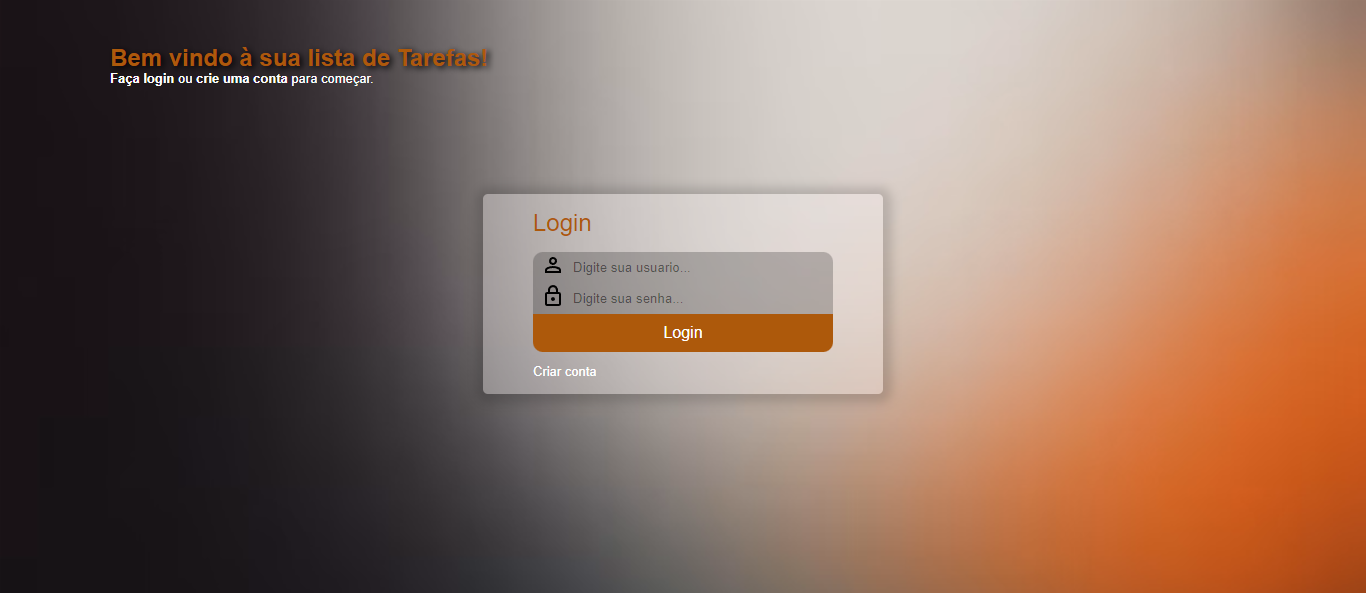 Bem vindo à sua lista de Tarefas!
Faça login ou crie uma conta para começar.
Login
Digite sua usuario...
Digite sua senha...
Login
Criar conta